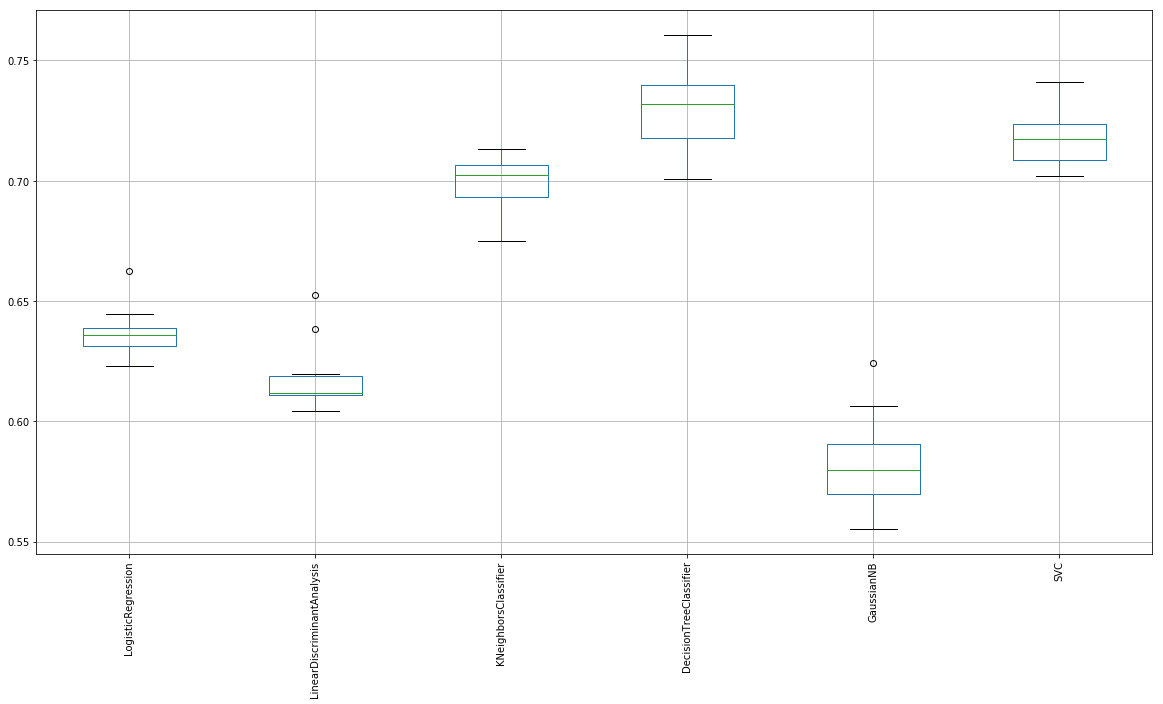 0.75
0.70
0.65
0.60
0.55
LogisticRegression
LinearDiscriminantAnalysis
KNeighborsClassifier
DecisionTreeClassifier
GaussianNB
SVC